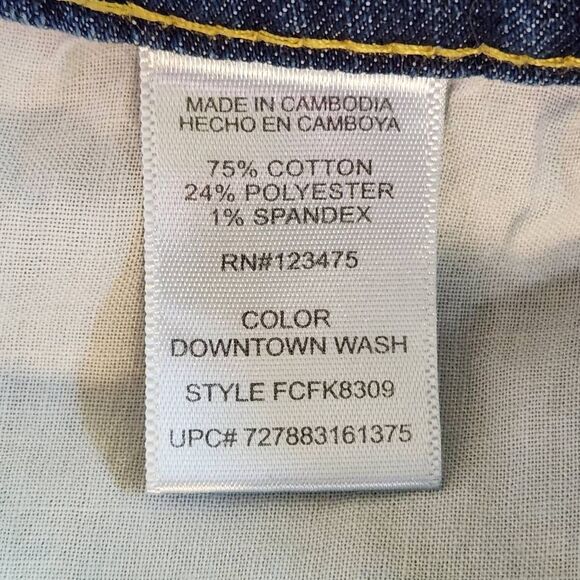 MADE IN CAMBODIA
HECHO EN CAMBOYA
75% COTTON
24% POLYESTER
1% SPANDEX
RN#123475
COLOR
DOWNTOWN WASH
STYLE FCFK8309
UPC# 727883161375